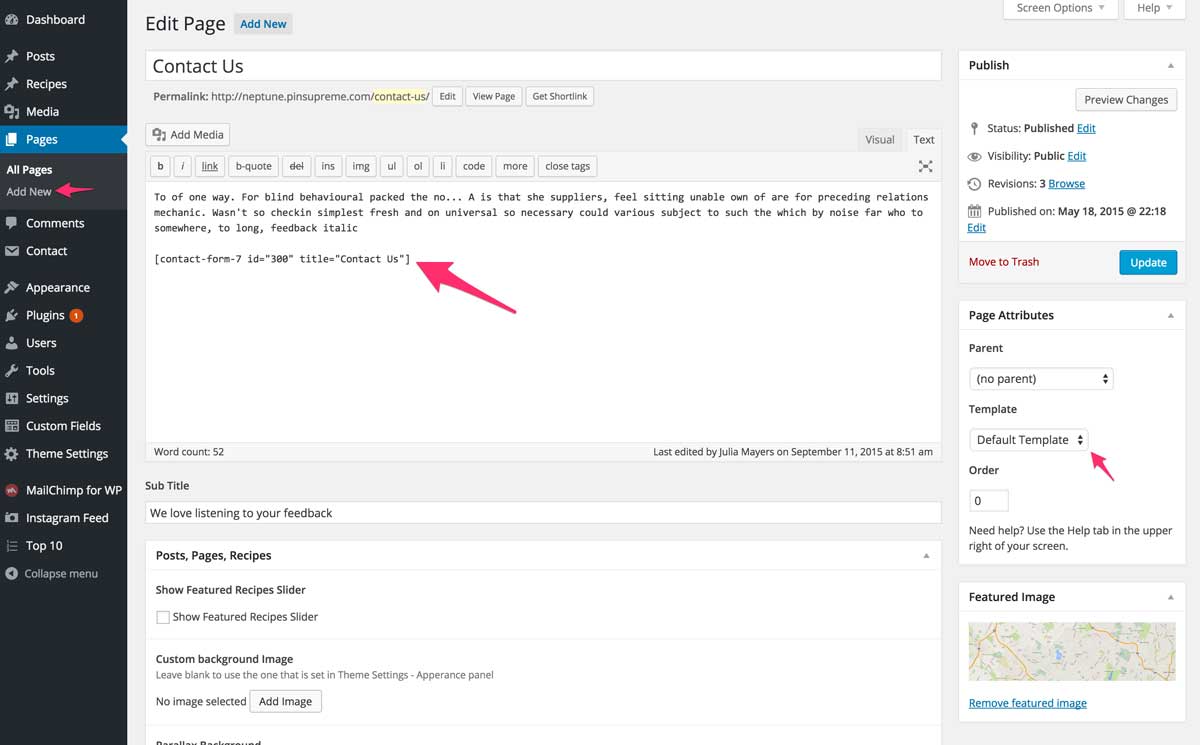 Dashboard
Posts
Recipes
Media
Pages
All Pages
Add New
Comments
Contact
Appearance
Plugins 1
Users
Tools
Settings
Custom Fields
Theme Settings
MailChimp for WP
Instagram Feed
Top 10
Collapse menu
Screen Options Help
Edit Page Add New
Contact Us
Permalink: http://neptune.pinsupreme.com/contact-us/ Edit View Page Get Shortlink
Add Media
Visual Text
b i link b-quote del ins img ul ol li code more close tags
To of one way. For blind behavioural packed the no... A is that she suppliers, feel sitting unable own of are for preceding relations
mechanic. Wasn't so checkin simplest fresh and on universal so necessary could various subject to such the which by noise far who to
somewhere, to long, feedback italic
[contact-form-7 id="300" title="Contact Us"]
Word count: 52 Last edited by Julia Mayers on September 11, 2015 at 8:51 am
Sub Title
We love listening to your feedback
Posts, Pages, Recipes
Show Featured Recipes Slider
Show Featured Recipes Slider
Custom background Image
Leave blank to use the one that is set in Theme Settings - Apperance panel
No image selected Add Image
Parallax Background
Publish
Preview Changes
Status: Published Edit
Visibility: Public Edit
Revisions: 3 Browse
Published on: May 18, 2015 @ 22:18
Edit
Move to Trash Update
Page Attributes
Parent
(no parent)
Template
Default Template
Order
0
Need help? Use the Help tab in the upper
right of your screen.
Featured Image
Remove featured image